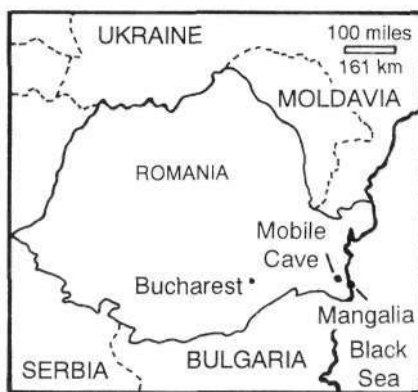 UKRAINE
100 miles
161 km
MOLDAVIA
ROMANIA
Mobile
Cave
Bucharest
Mangalia
SERBIA
BULGARIA
Black
Sea